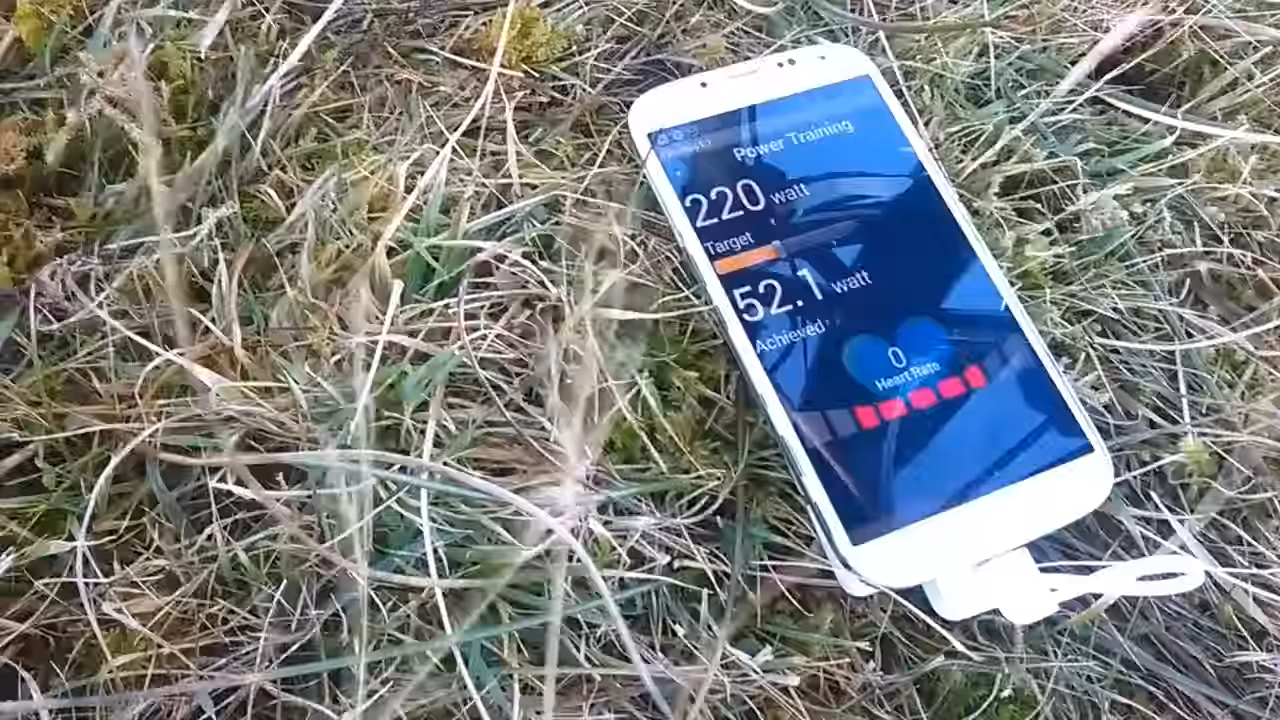 Power Training
220 watt
Target
52.1 watt
Achieved
0
Heart Rate